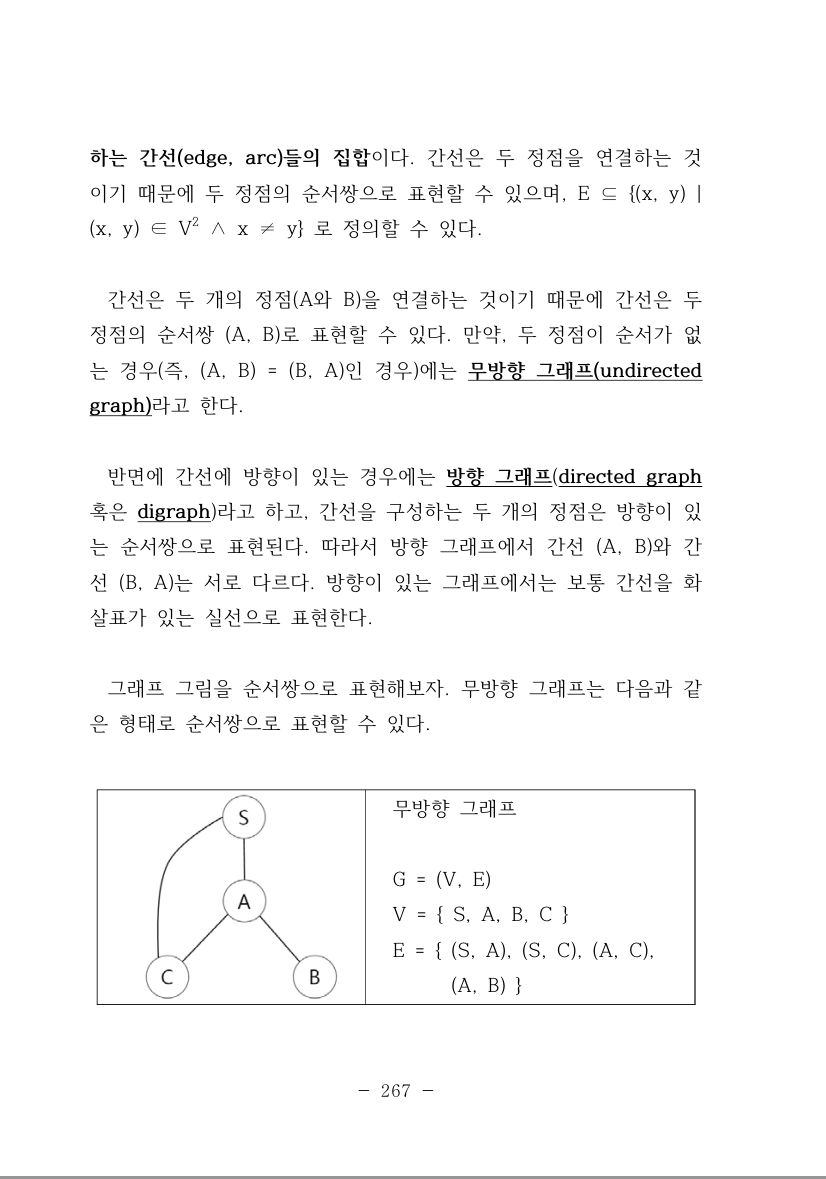 하는 간선(edge, arc)들의 집합이다. 간선은 두 정점을 연결하는 것
이기 때문에 두 정점의 순서쌍으로 표현할 수 있으며, E ⊆ {(x, y) |
(x, y) ∈ V² ∧ x ≠ y} 로 정의할 수 있다.
간선은 두 개의 정점(A와 B)을 연결하는 것이기 때문에 간선은 두
정점의 순서쌍 (A, B)로 표현할 수 있다. 만약, 두 정점이 순서가 없
는 경우(즉, (A, B) = (B, A)인 경우)에는 무방향 그래프(undirected
graph)라고 한다.
반면에 간선에 방향이 있는 경우에는 방향 그래프(directed graph
혹은 digraph)라고 하고, 간선을 구성하는 두 개의 정점은 방향이 있
는 순서쌍으로 표현된다. 따라서 방향 그래프에서 간선 (A, B)와 간
선 (B, A)는 서로 다르다. 방향이 있는 그래프에서는 보통 간선을 화
살표가 있는 실선으로 표현한다.
그래프 그림을 순서쌍으로 표현해보자. 무방향 그래프는 다음과 같
은 형태로 순서쌍으로 표현할 수 있다.
S
A
C
B
무방향 그래프
G = (V, E)
V = { S, A, B, C }
E = { (S, A), (S, C), (A, C),
(A, B) }
- 267 -